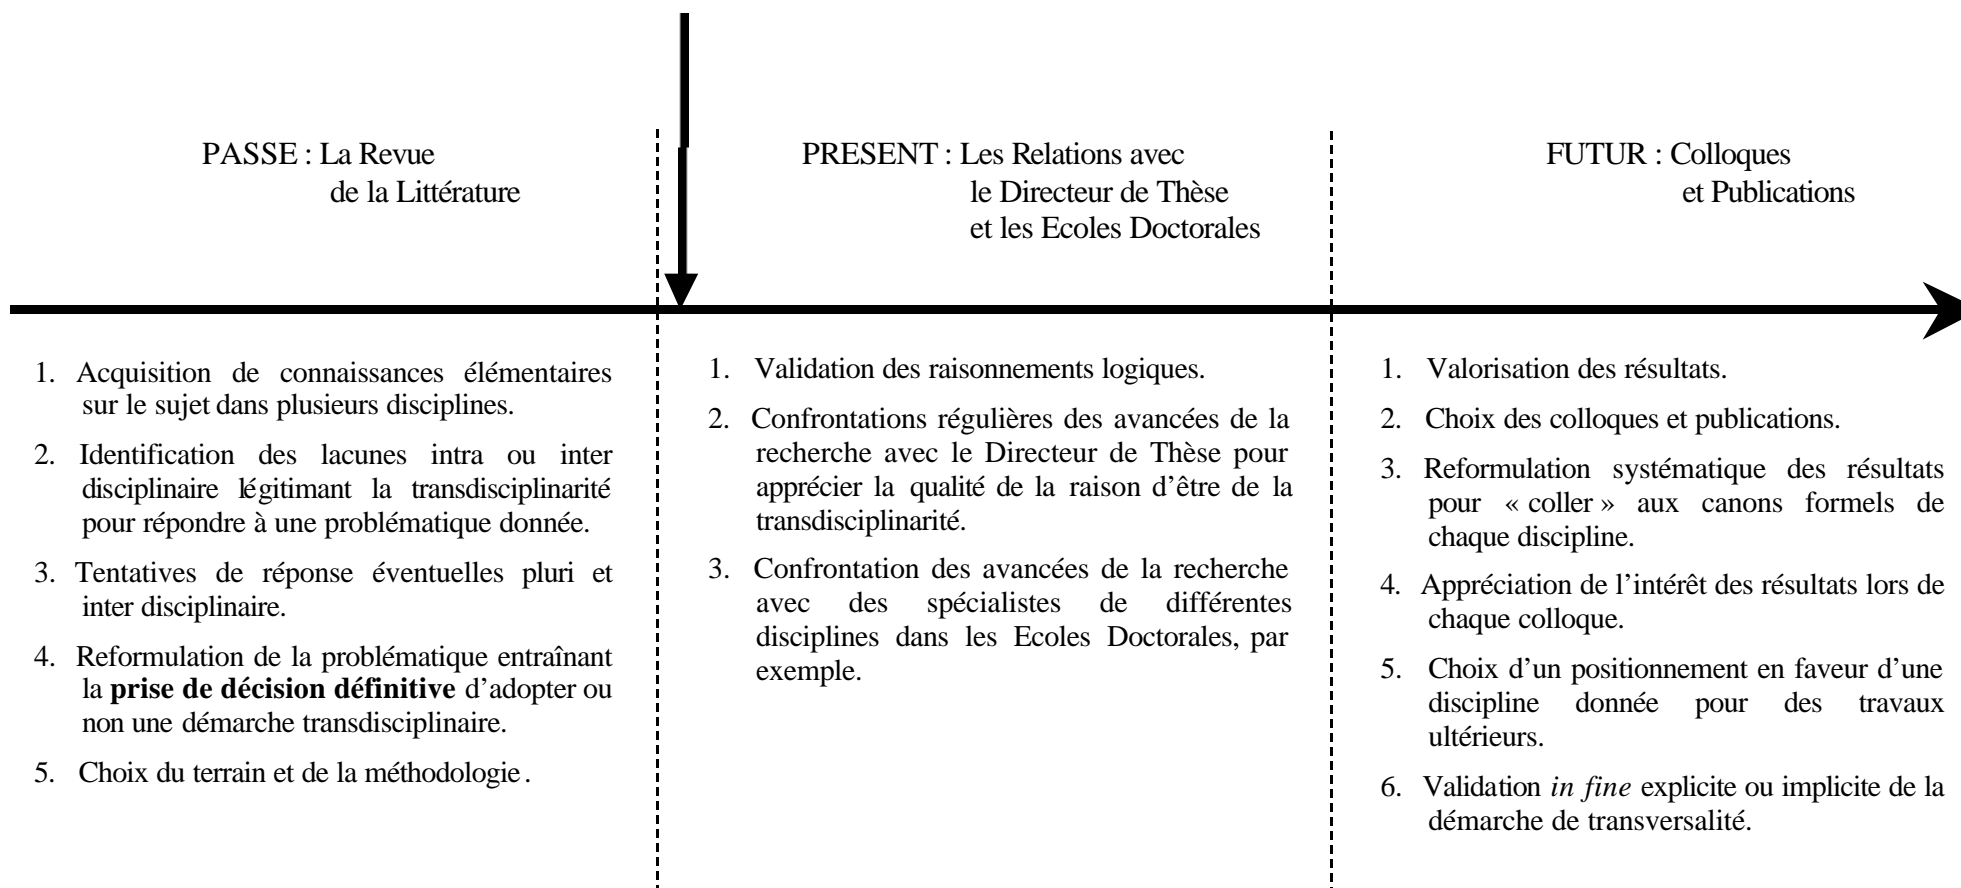 PASSE : La Revue
de la Littérature
1. Acquisition de connaissances élémentaires
sur le sujet dans plusieurs disciplines.
2. Identification des lacunes intra ou inter
disciplinaire légitimant la transdisciplinarité
pour répondre à une problématique donnée.
3. Tentatives de réponse éventuelles pluri et
inter disciplinaire.
4. Reformulation de la problématique entraînant
la prise de décision définitive d'adopter ou
non une démarche transdisciplinaire.
5. Choix du terrain et de la méthodologie.
PRESENT : Les Relations avec
le Directeur de Thèse
et les Ecoles Doctorales
1. Validation des raisonnements logiques.
2. Confrontations régulières des avancées de la
recherche avec le Directeur de Thèse pour
apprécier la qualité de la raison d'être de la
transdisciplinarité.
3. Confrontation des avancées de la recherche
avec des spécialistes de différentes
disciplines dans les Ecoles Doctorales, par
exemple.
FUTUR : Colloques
et Publications
1. Valorisation des résultats.
2. Choix des colloques et publications.
3. Reformulation systématique des résultats
pour « coller » aux canons formels de
chaque discipline.
4. Appréciation de l'intérêt des résultats lors de
chaque colloque.
5. Choix d'un positionnement en faveur d'une
discipline donnée pour des travaux
ultérieurs.
6. Validation in fine explicite ou implicite de la
démarche de transversalité.